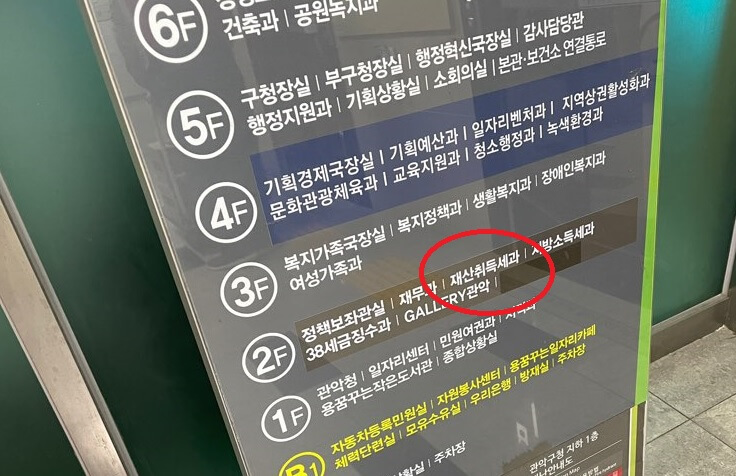 6F
건축과 | 공원녹지과
5F
구청장실 | 부구청장실 | 행정혁신국장실 | 감사담당관
행정지원과 | 기획상황실 | 소회의실 | 본관·보건소 연결통로
4F
기획경제국장실 | 기획예산과 | 일자리벤처과 | 지역상권활성화과
문화관광체육과 | 교육지원과 | 청소행정과 | 녹색환경과
3F
복지가족국장실 | 복지정책과 | 생활복지과 | 장애인복지과
여성가족과
2F
정책보좌관실 | 재무과 | 재산취득세과 | 지방소득세과
38세금징수과 | GALLERY관악 |
1F
관악청 | 일자리센터 | 민원여권과 | 지적과
용꿈꾸는작은도서관 | 종합상황실
B1
자동차등록민원실 | 자원봉사센터 | 용꿈꾸는일자리카페
체력단련실 | 모유수유실 | 우리은행 | 방재실 | 주차장
상황실 | 주차장
관악구청 지하 1층